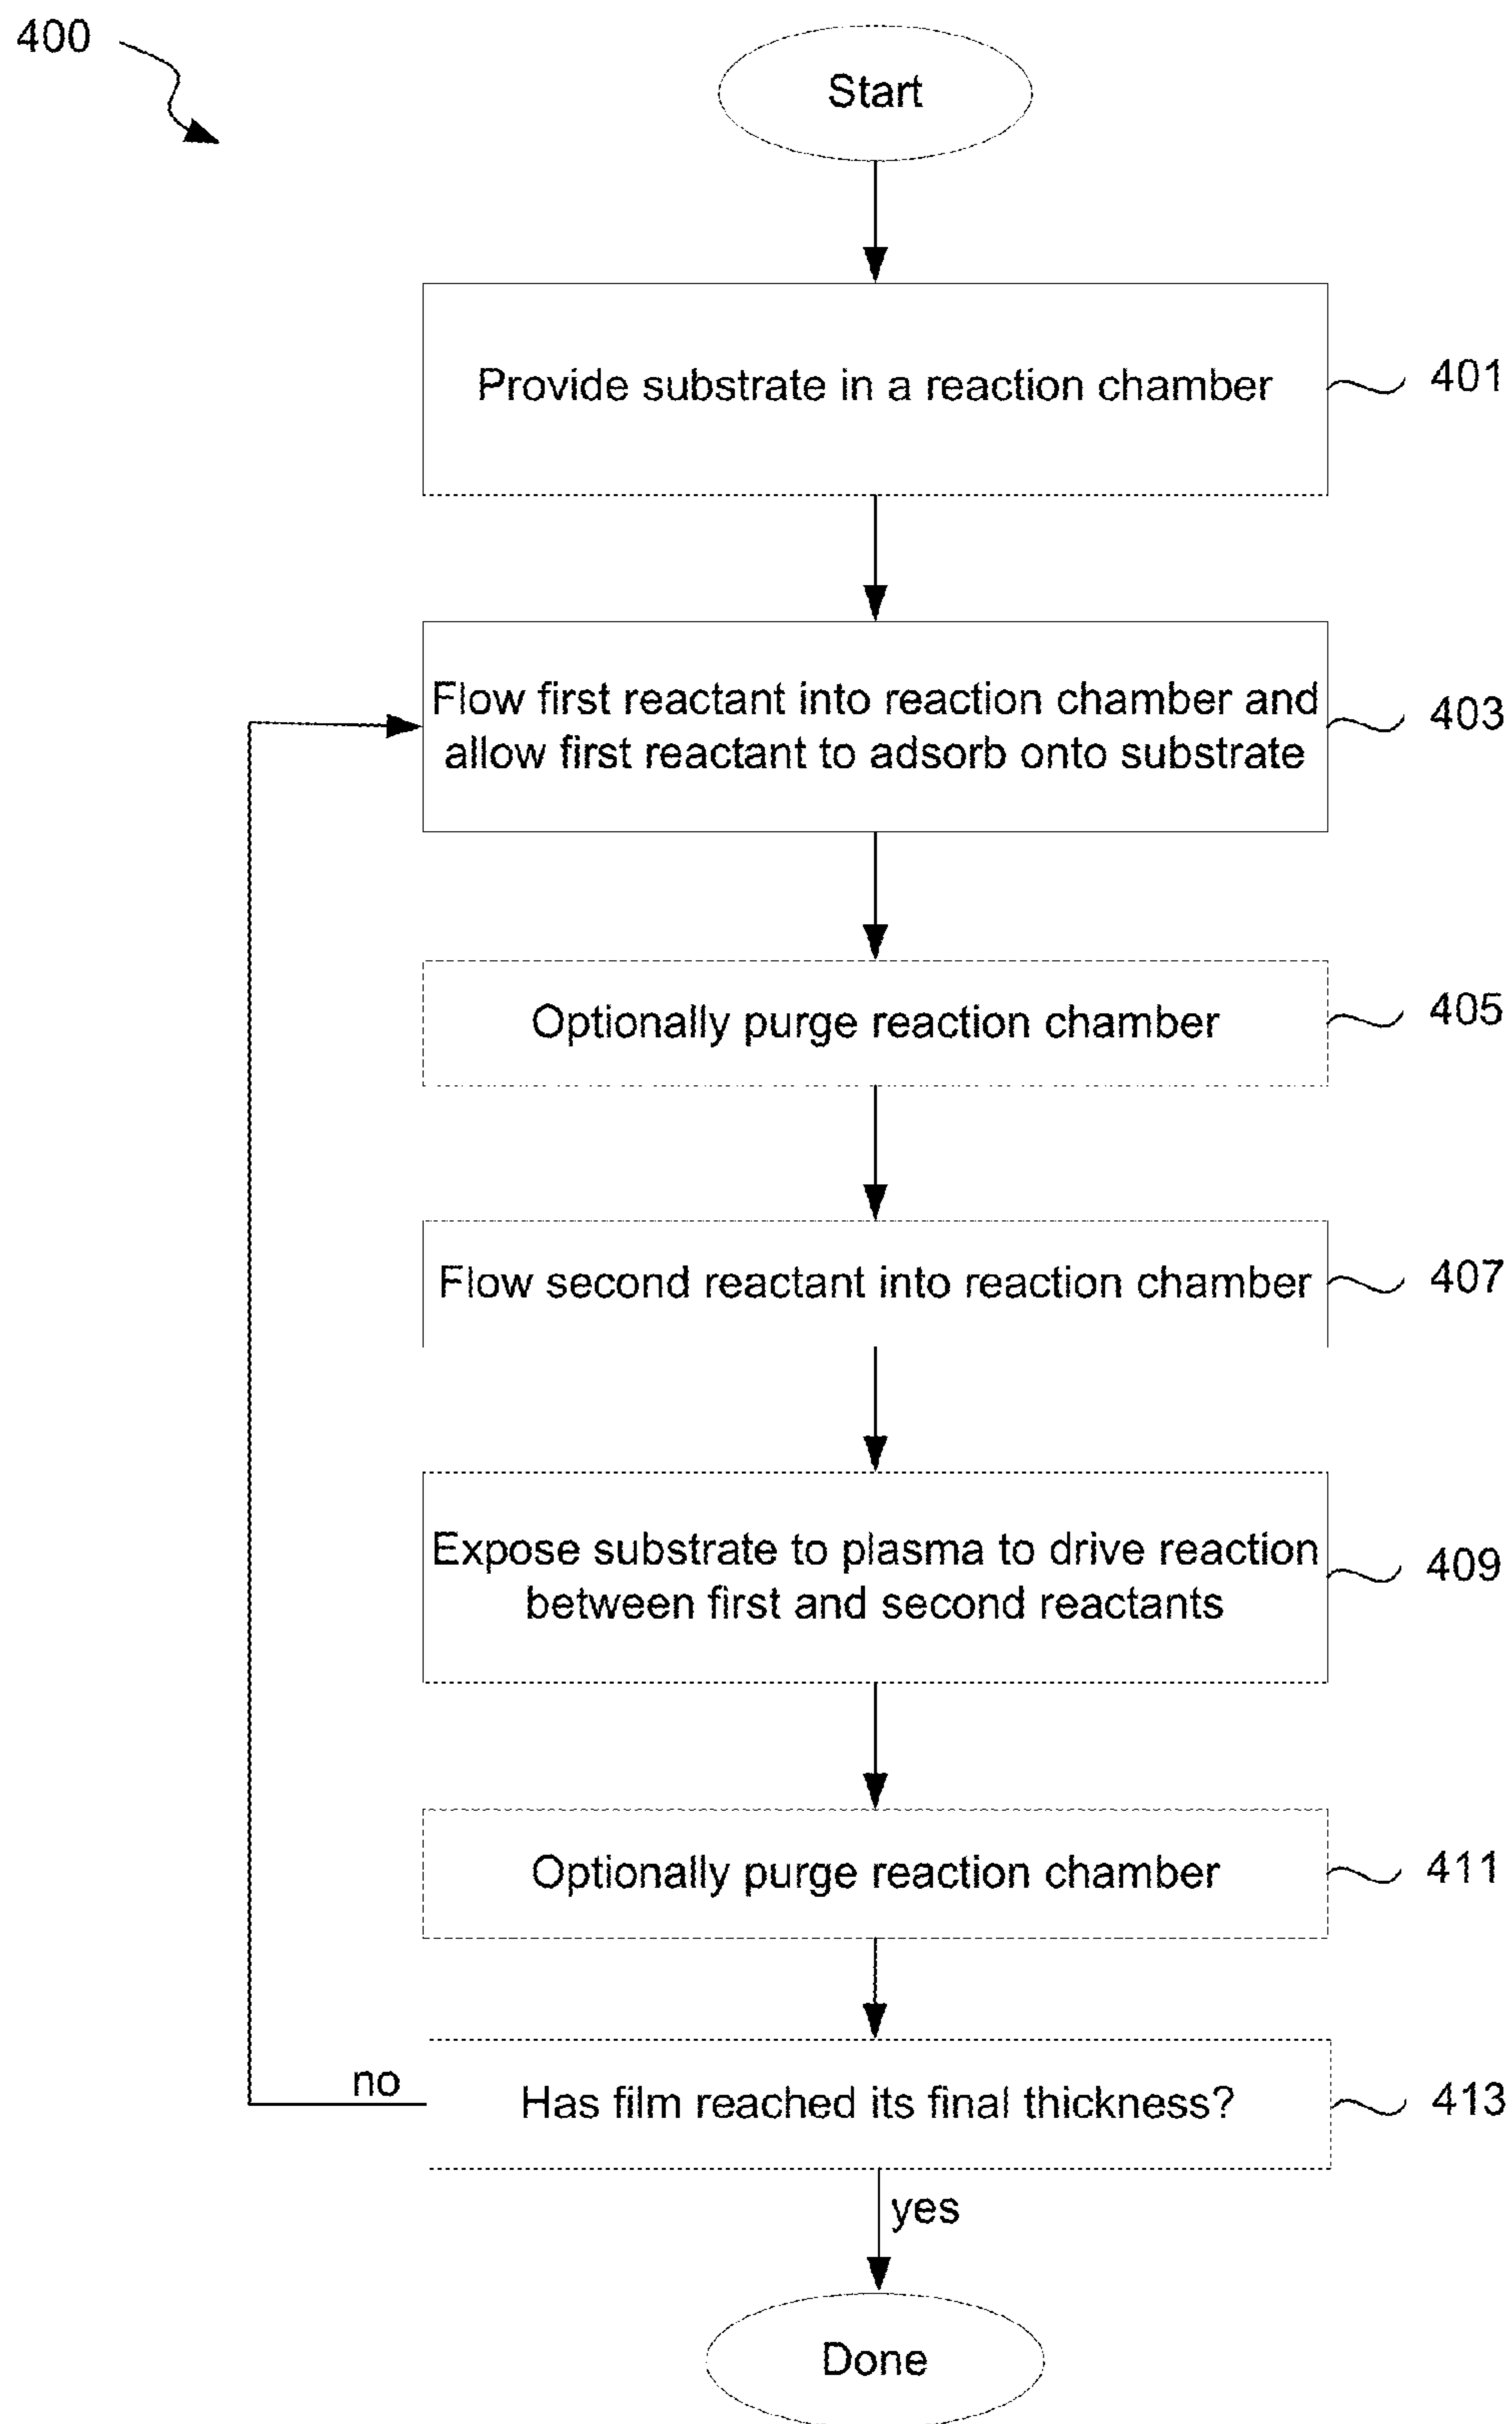 400
Start
Provide substrate in a reaction chamber
401
Flow first reactant into reaction chamber and
allow first reactant to adsorb onto substrate
403
Optionally purge reaction chamber
405
Flow second reactant into reaction chamber
407
Expose substrate to plasma to drive reaction
between first and second reactants
409
Optionally purge reaction chamber
411
no
Has film reached its final thickness?
413
yes
Done